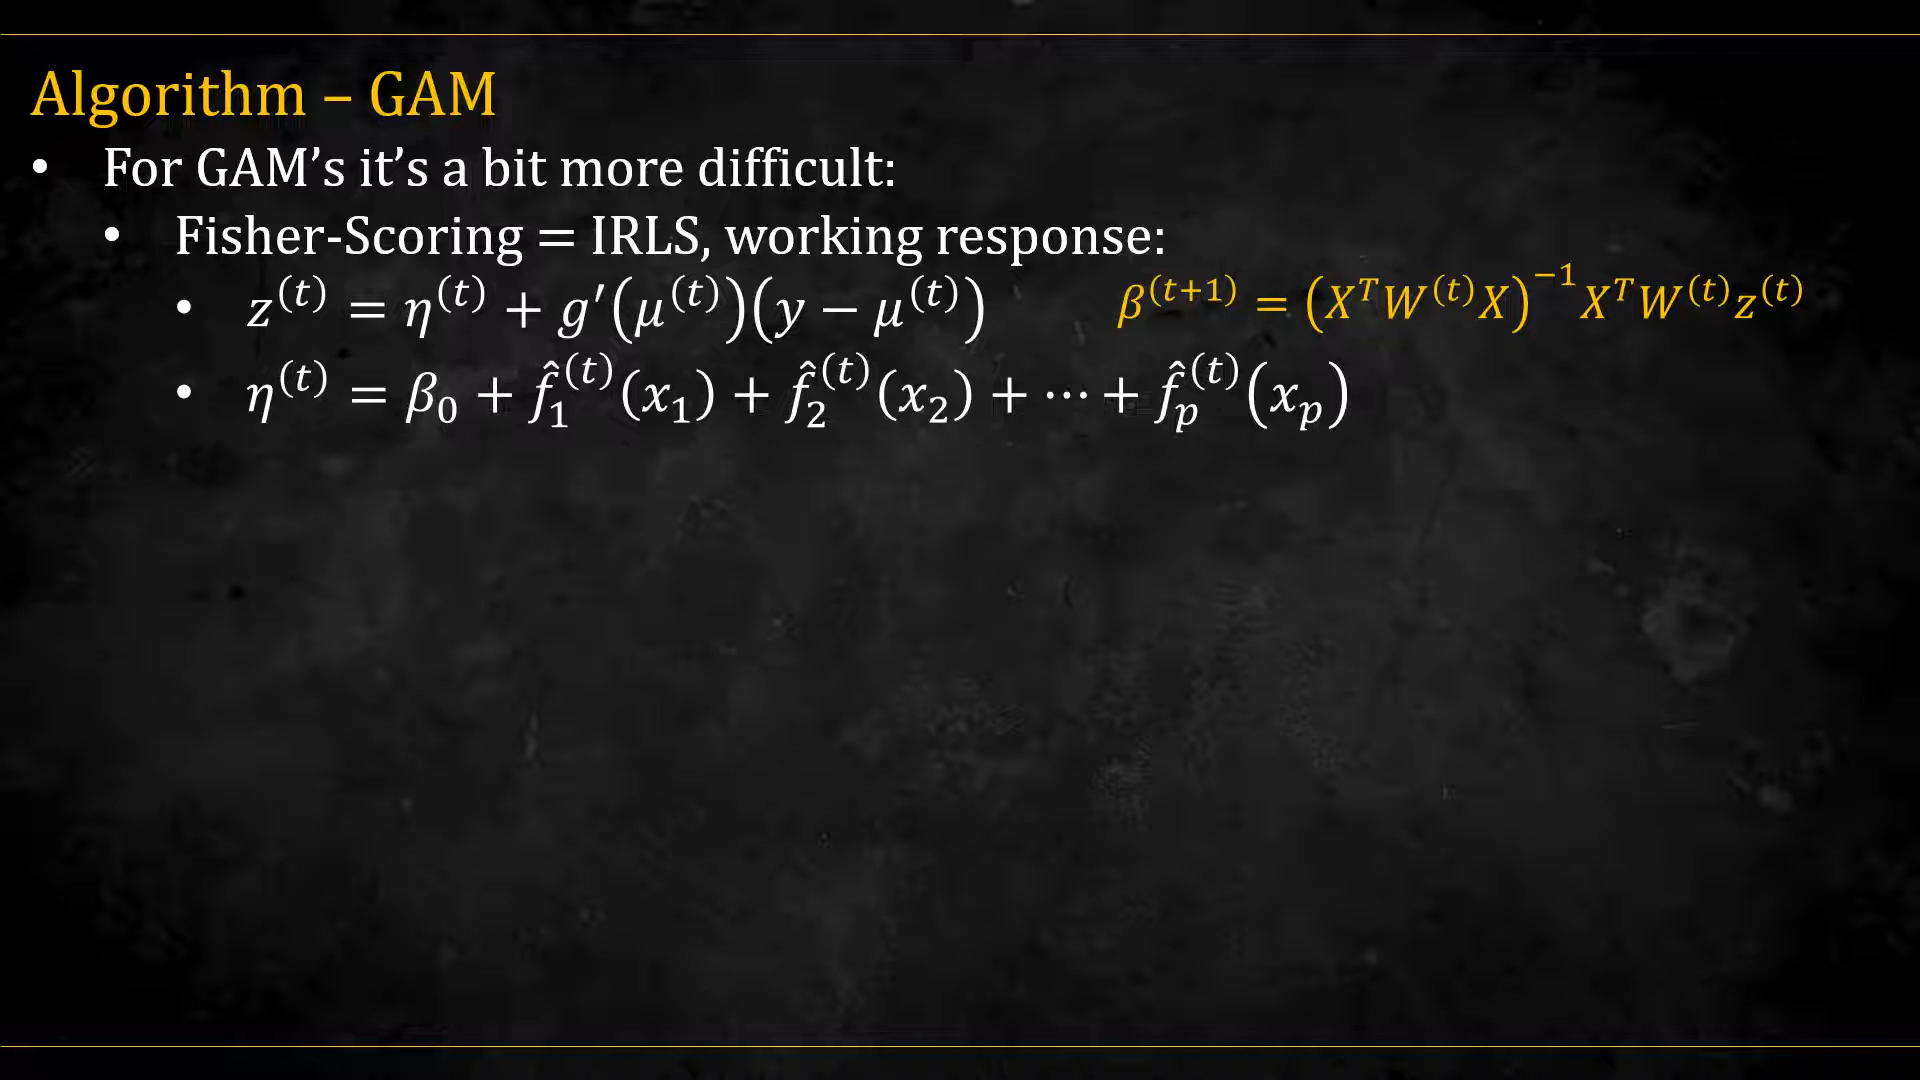 Algorithm – GAM
• For GAM’s it’s a bit more difficult:
• Fisher-Scoring = IRLS, working response:
• z^(t) = η^(t) + g′(μ^(t))(y − μ^(t))
β^(t+1) = (X^T W^(t) X)^−1 X^T W^(t) z^(t)
• η^(t) = β_0 + f̂_1^(t)(x_1) + f̂_2^(t)(x_2) + ⋯ + f̂_p^(t)(x_p)